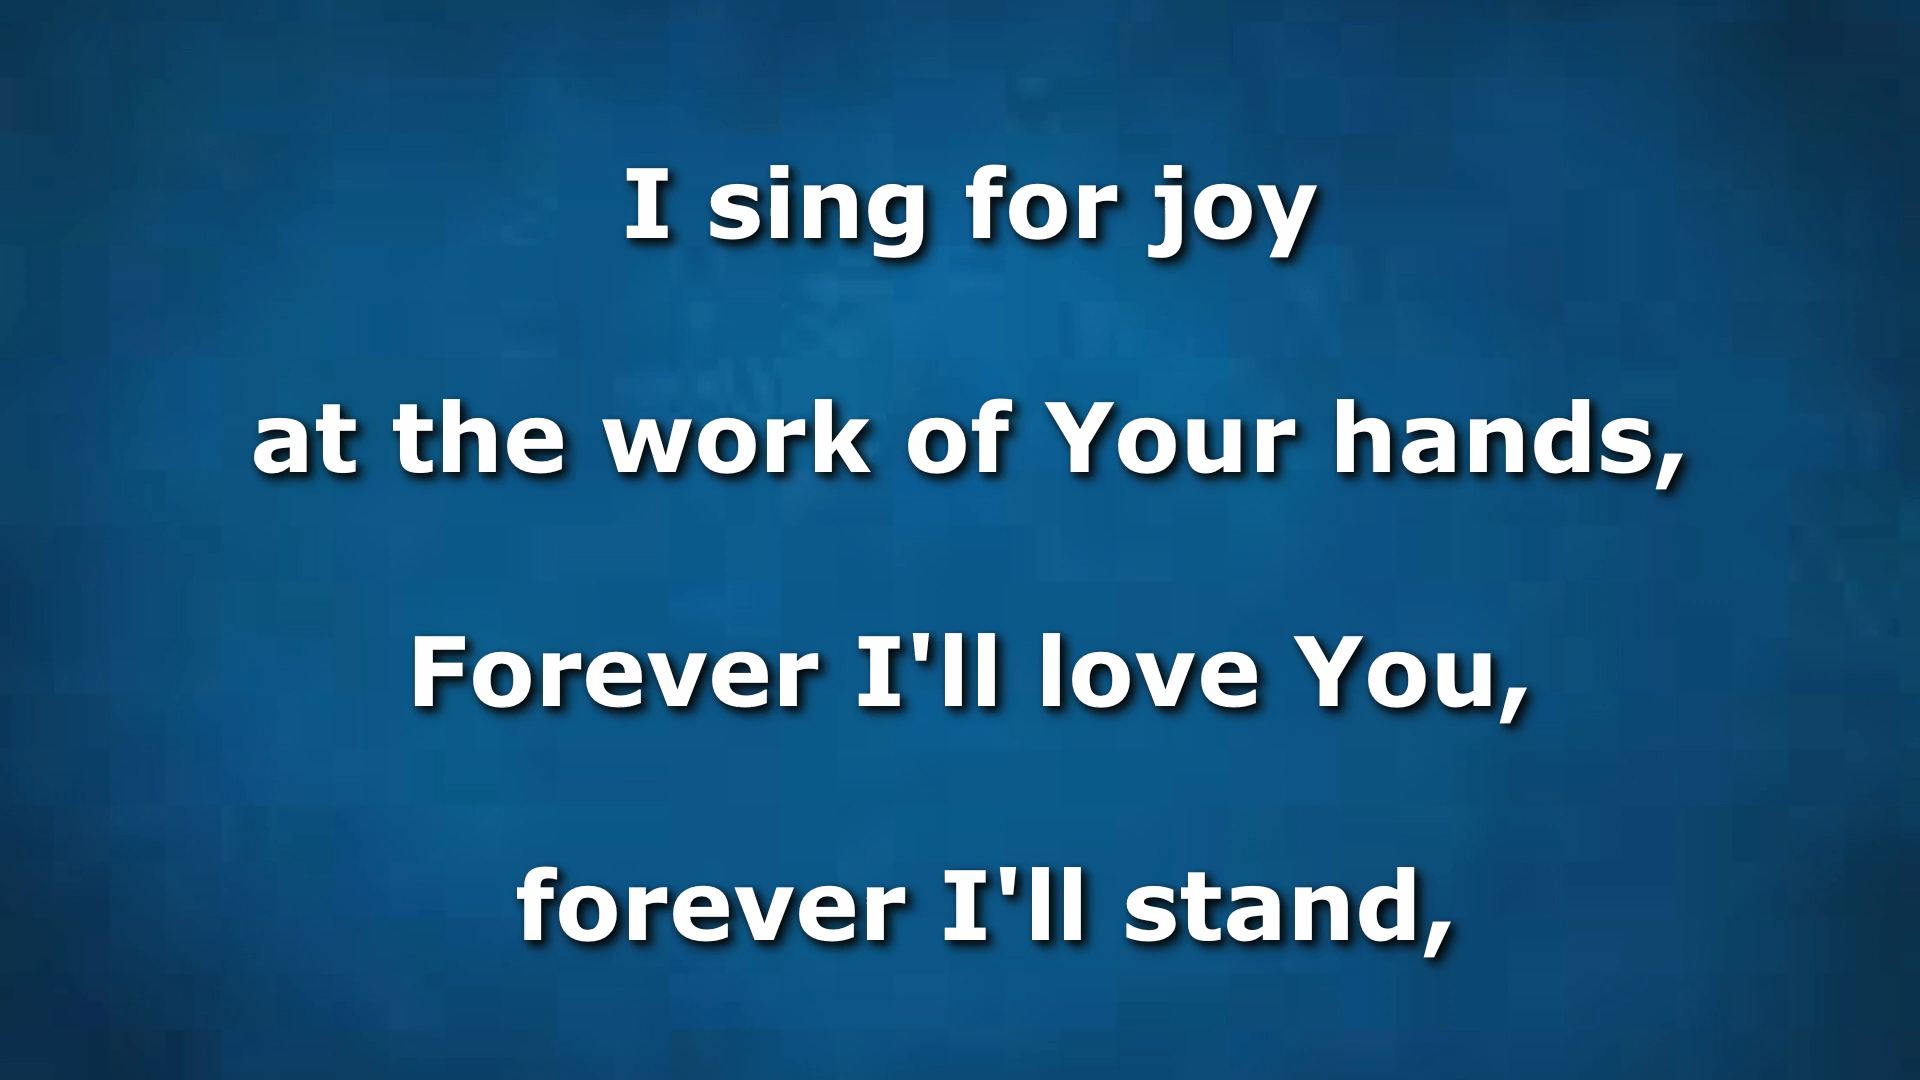 I sing for joy
at the work of Your hands,
Forever I'll love You,
forever I'll stand,